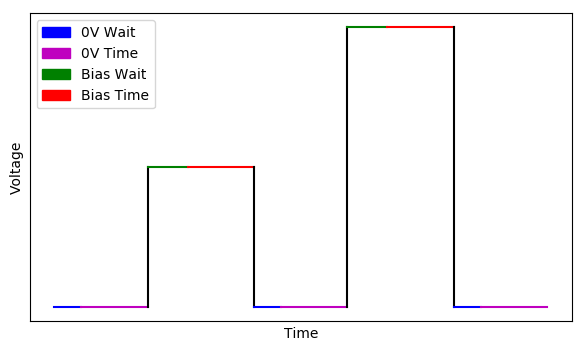 0V Wait
0V Time
Bias Wait
Bias Time
Voltage
Time